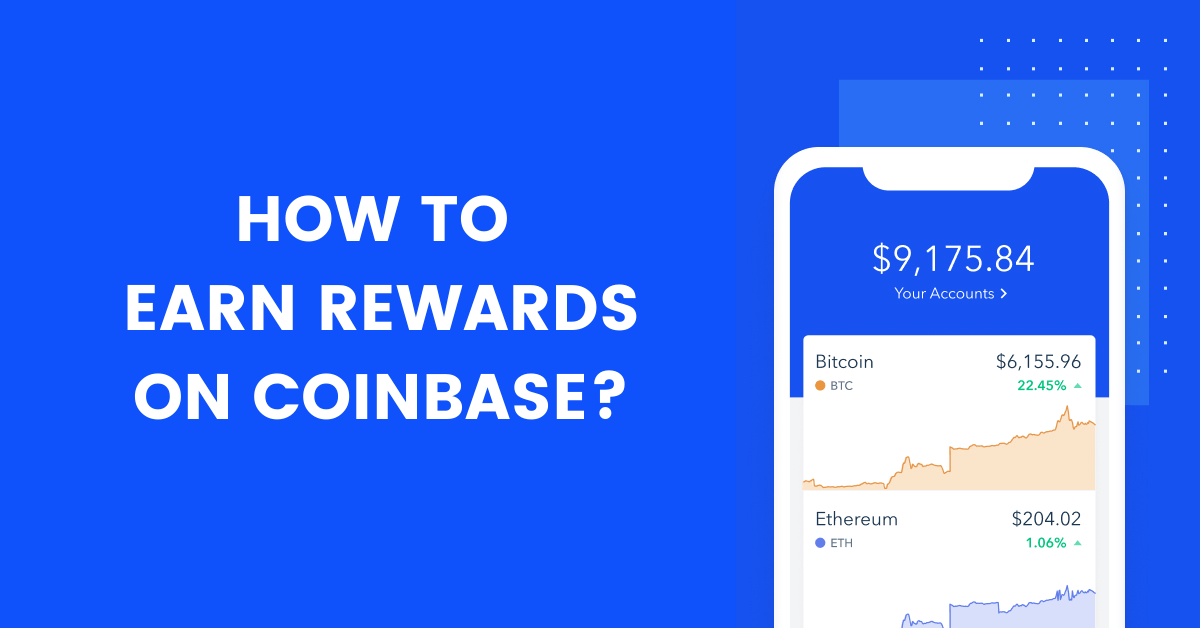 HOW TO
EARN REWARDS
ON COINBASE?
$9,175.84
Your Accounts >
Bitcoin $6,155.96
BTC 22.45%
Ethereum $204.02
ETH 1.06%